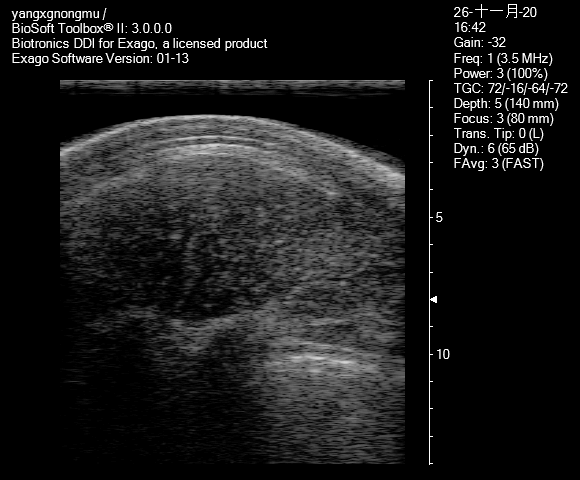 yangxgnongmu /
BioSoft Toolbox® II: 3.0.0.0
Biotronics DDI for Exago, a licensed product
Exago Software Version: 01-13
26-十一月-20
16:42
Gain: -32
Freq: 1 (3.5 MHz)
Power: 3 (100%)
TGC: 72/-16/-64/-72
Depth: 5 (140 mm)
Focus: 3 (80 mm)
Trans. Tip: 0 (L)
Dyn.: 6 (65 dB)
FAvg: 3 (FAST)
5
10